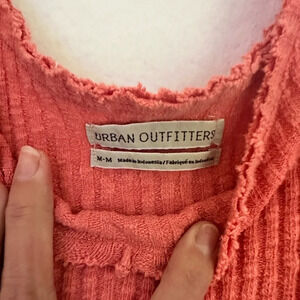 URBAN OUTFITTERS
M-M Made in Indonesia/Fabriqué en Indonésie